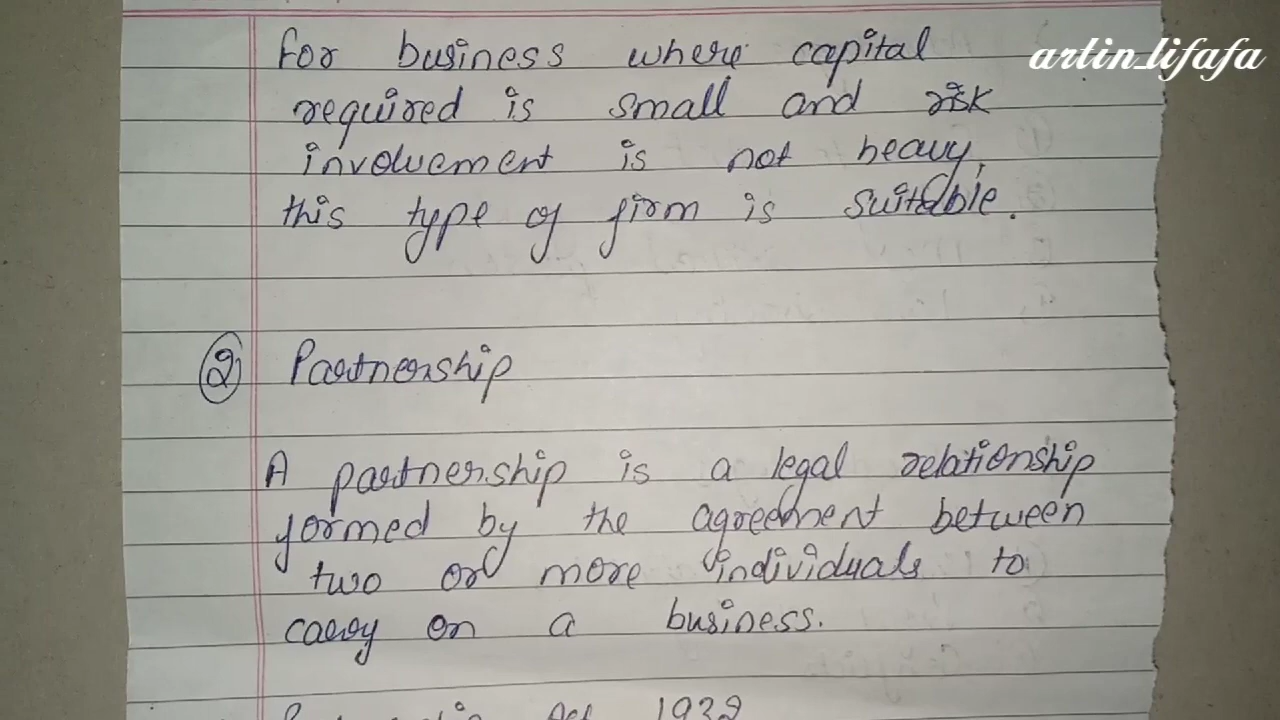 artin_lifafa
For business where capital
required is small and risk
involvement is not heavy,
this type of firm is suitable.
② Partnership
A partnership is a legal relationship
formed by the agreement between
two or more individuals to
carry on a business.
Act 1932